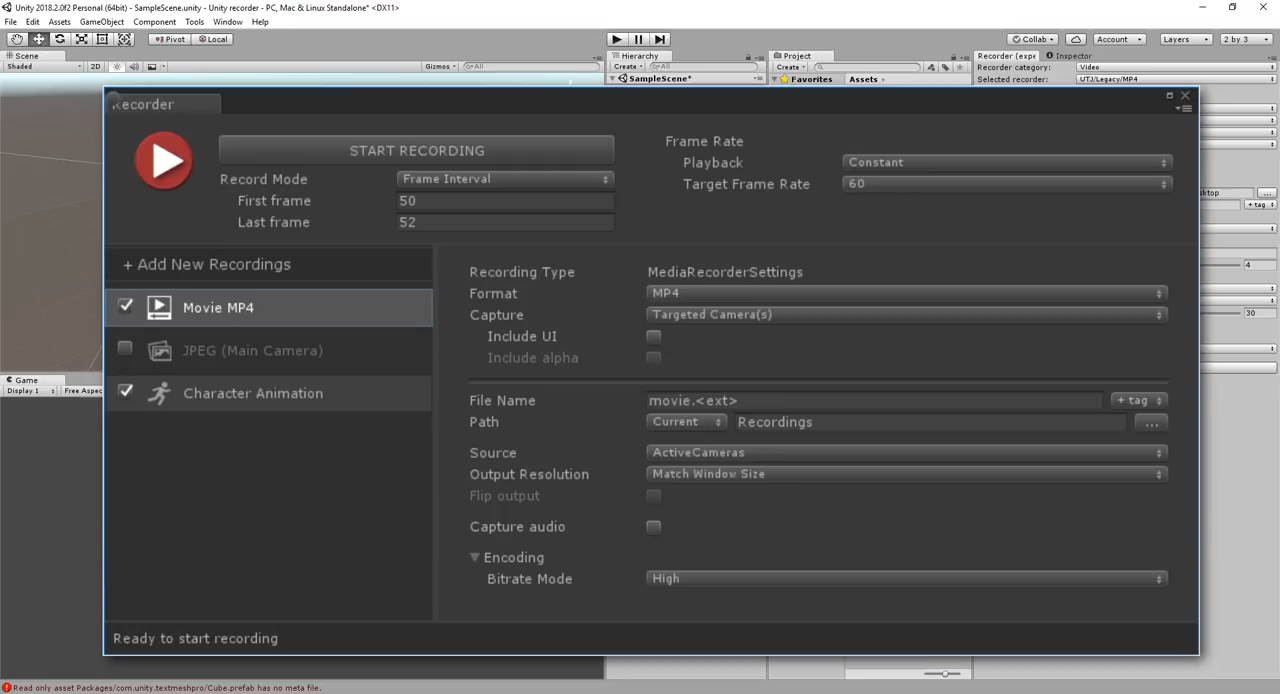 Unity 2018.2.0f2 Personal (64bit) - SampleScene.unity - Unity recorder - PC, Mac & Linux Standalone* <DX11>
File Edit Assets GameObject Component Tools Window Help
Pivot Local Collab Account Layers 2 by 3
Scene Hierarchy Project Recorder (expe Inspector
Shaded 2D Gizmos All Create All Create Recorder category: Video
SampleScene* Favorites Assets Selected recorder: UTJ/Legacy/MP4
Recorder
START RECORDING
Record Mode Frame Interval
First frame 50
Last frame 52
Frame Rate
Playback Constant
Target Frame Rate 60
+ Add New Recordings
Movie MP4
JPEG (Main Camera)
Character Animation
Recording Type MediaRecorderSettings
Format MP4
Capture Targeted Camera(s)
Include UI
Include alpha
File Name movie.<ext> + tag
Path Current Recordings ...
Source ActiveCameras
Output Resolution Match Window Size
Flip output
Capture audio
Encoding
Bitrate Mode High
Ready to start recording
sktop ...
+ tag
4
30
Game
Display 1 Free Aspec
Read only asset Packages/com.unity.textmeshpro/Cube.prefab has no meta file.